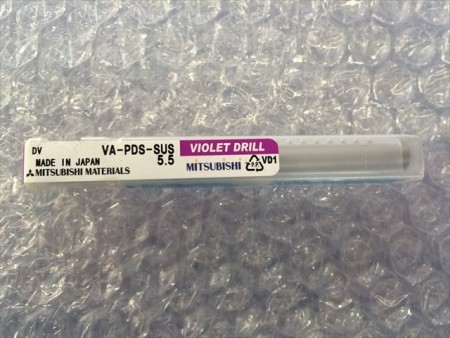 DV VA-PDS-SUS VIOLET DRILL
MADE IN JAPAN 5.5 MITSUBISHI P.P. VD1
MITSUBISHI MATERIALS